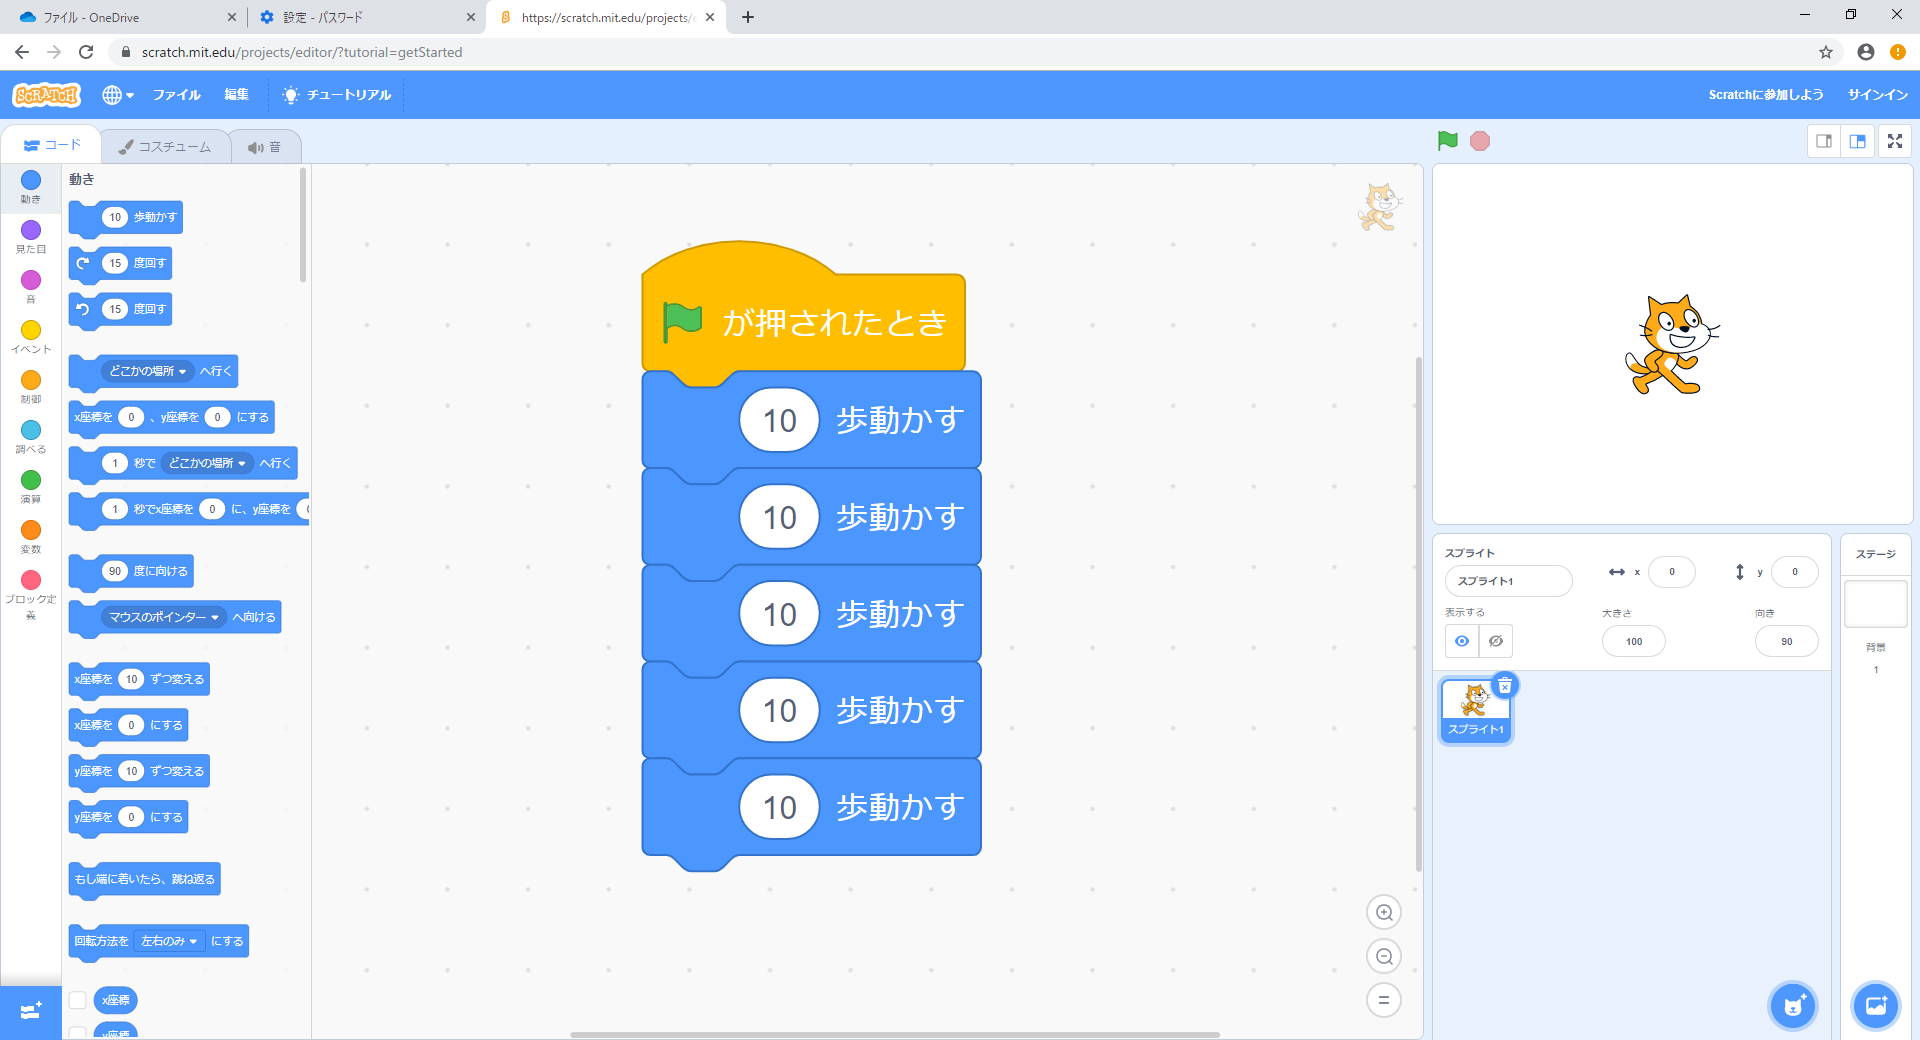 ファイル - OneDrive
設定 - パスワード
https://scratch.mit.edu/projects/e
scratch.mit.edu/projects/editor/?tutorial=getStarted
SCRATCH
ファイル
編集
チュートリアル
Scratchに参加しよう
サインイン
コード
コスチューム
音
動き
見た目
音
イベント
制御
調べる
演算
変数
ブロック定
義
動き
10 歩動かす
15 度回す
15 度回す
どこかの場所 へ行く
x座標を 0 、y座標を 0 にする
1 秒で どこかの場所 へ行く
1 秒でx座標を 0 に、y座標を
90 度に向ける
マウスのポインター へ向ける
x座標を 10 ずつ変える
x座標を 0 にする
y座標を 10 ずつ変える
y座標を 0 にする
もし端に着いたら、跳ね返る
回転方法を 左右のみ にする
x座標
y座標
が押されたとき
10 歩動かす
10 歩動かす
10 歩動かす
10 歩動かす
10 歩動かす
スプライト
スプライト1
x 0
y 0
表示する
大きさ
100
向き
90
スプライト1
ステージ
背景
1